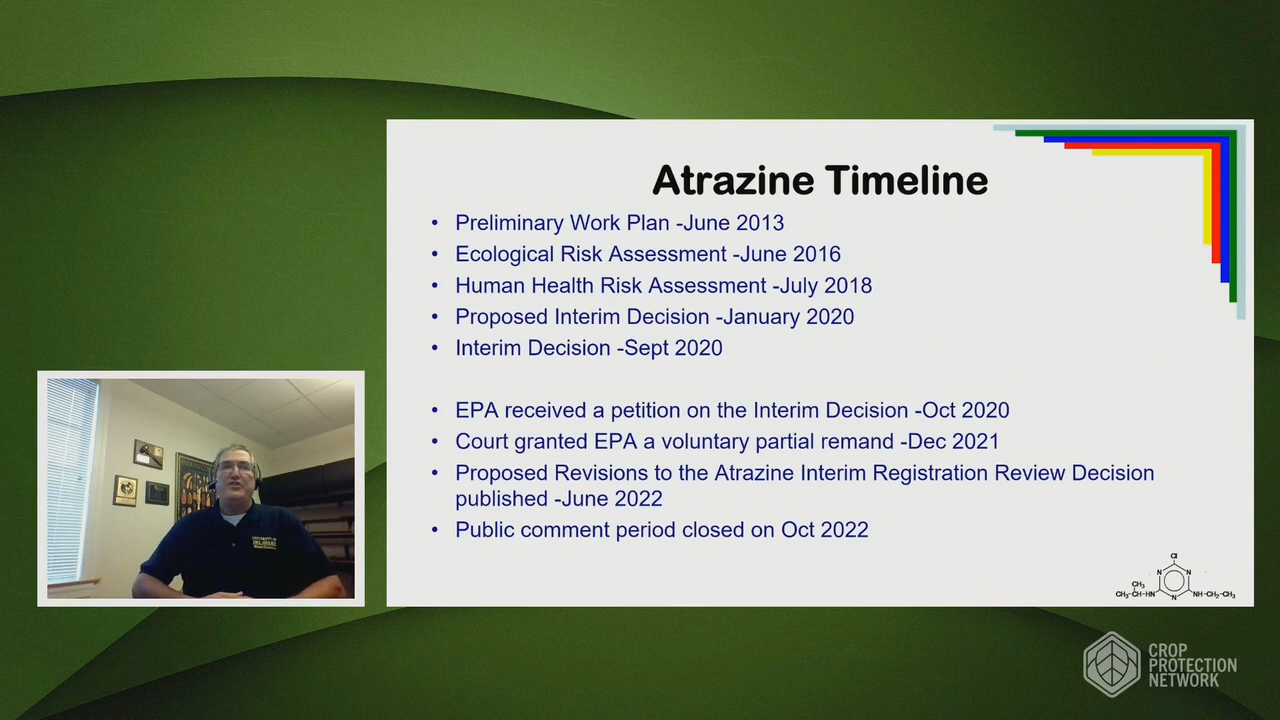 Atrazine Timeline
• Preliminary Work Plan -June 2013
• Ecological Risk Assessment -June 2016
• Human Health Risk Assessment -July 2018
• Proposed Interim Decision -January 2020
• Interim Decision -Sept 2020
• EPA received a petition on the Interim Decision -Oct 2020
• Court granted EPA a voluntary partial remand -Dec 2021
• Proposed Revisions to the Atrazine Interim Registration Review Decision
published -June 2022
• Public comment period closed on Oct 2022
Cl
N N
CH₃
CH₃-CH-HN N NH-CH₂-CH₃
UNIVERSITY OF
DELAWARE
CROP
PROTECTION
NETWORK